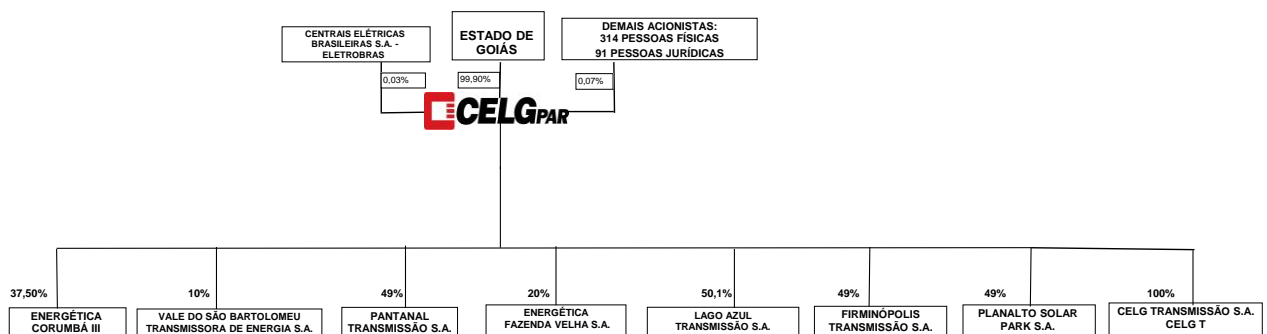 CENTRAIS ELÉTRICAS
BRASILEIRAS S.A. -
ELETROBRAS
ESTADO DE
GOIÁS
DEMAIS ACIONISTAS:
314 PESSOAS FÍSICAS
91 PESSOAS JURÍDICAS
0,03%
99,90%
0,07%
CELGPAR
37,50%
ENERGÉTICA
CORUMBÁ III
10%
VALE DO SÃO BARTOLOMEU
TRANSMISSORA DE ENERGIA S.A.
49%
PANTANAL
TRANSMISSÃO S.A.
20%
ENERGÉTICA
FAZENDA VELHA S.A.
50,1%
LAGO AZUL
TRANSMISSÃO S.A.
49%
FIRMINÓPOLIS
TRANSMISSÃO S.A.
49%
PLANALTO SOLAR
PARK S.A.
100%
CELG TRANSMISSÃO S.A.
CELG T